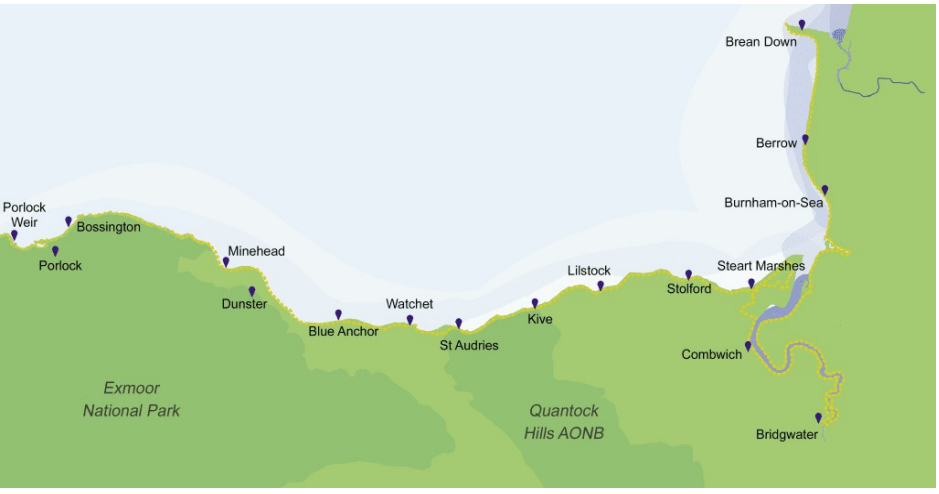 Brean Down
Berrow
Burnham-on-Sea
Porlock
Weir
Bossington
Porlock
Minehead
Dunster
Blue Anchor
Watchet
St Audries
Kive
Lilstock
Stolford
Steart Marshes
Combwich
Bridgwater
Exmoor
National Park
Quantock
Hills AONB